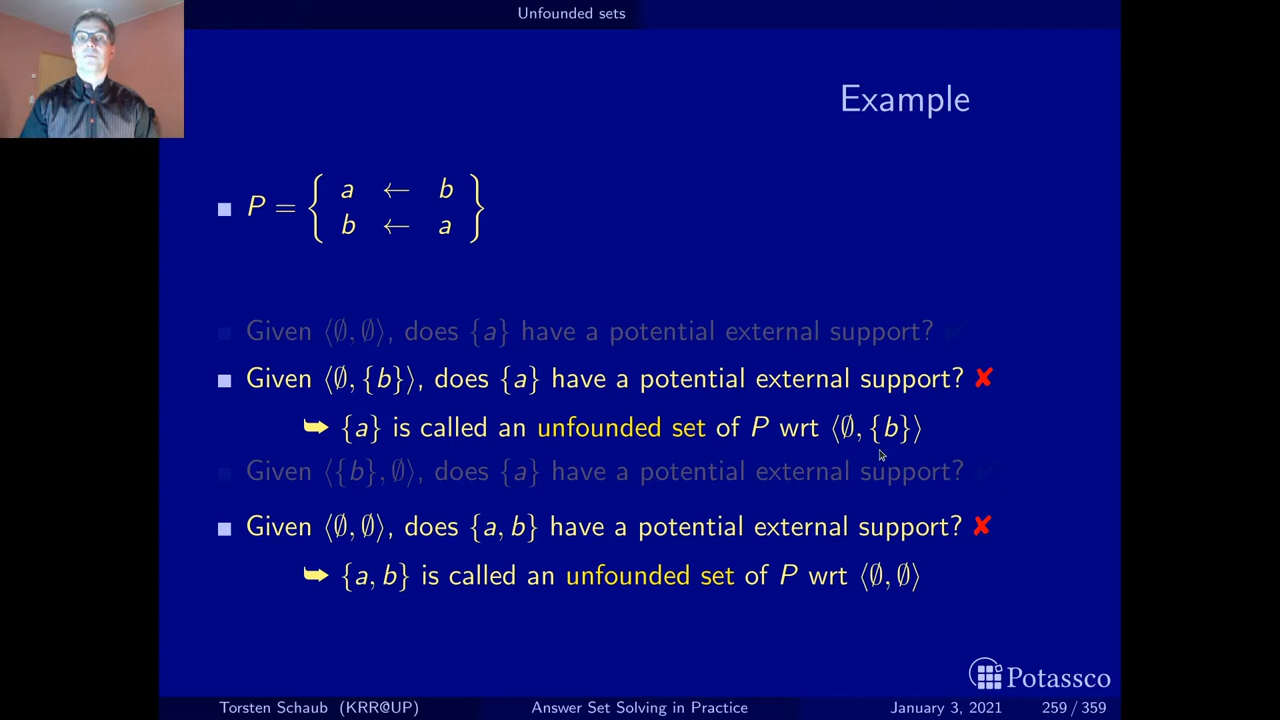 Unfounded sets
Example
■ P = { a ← b
b ← a }
■ Given ⟨∅, ∅⟩, does {a} have a potential external support? ✔
■ Given ⟨∅, {b}⟩, does {a} have a potential external support? ✘
➥ {a} is called an unfounded set of P wrt ⟨∅, {b}⟩
■ Given ⟨{b}, ∅⟩, does {a} have a potential external support? ✔
■ Given ⟨∅, ∅⟩, does {a, b} have a potential external support? ✘
➥ {a, b} is called an unfounded set of P wrt ⟨∅, ∅⟩
Potassco
Torsten Schaub (KRR@UP) Answer Set Solving in Practice January 3, 2021 259 / 359